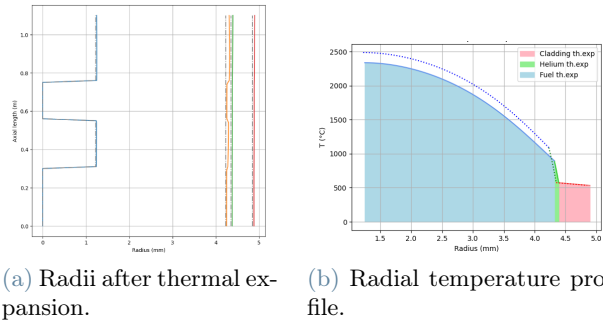 1.0
0.8
0.6
0.4
0.2
0.0
Axial length (m)
0 1 2 3 4 5
Radius (mm)
2500
2000
1500
1000
500
0
T (°C)
Cladding th.exp
Helium th.exp
Fuel th.exp
1.5 2.0 2.5 3.0 3.5 4.0 4.5 5.0
Radius (mm)
(a) Radii after thermal ex-
pansion.
(b) Radial temperature pro
file.